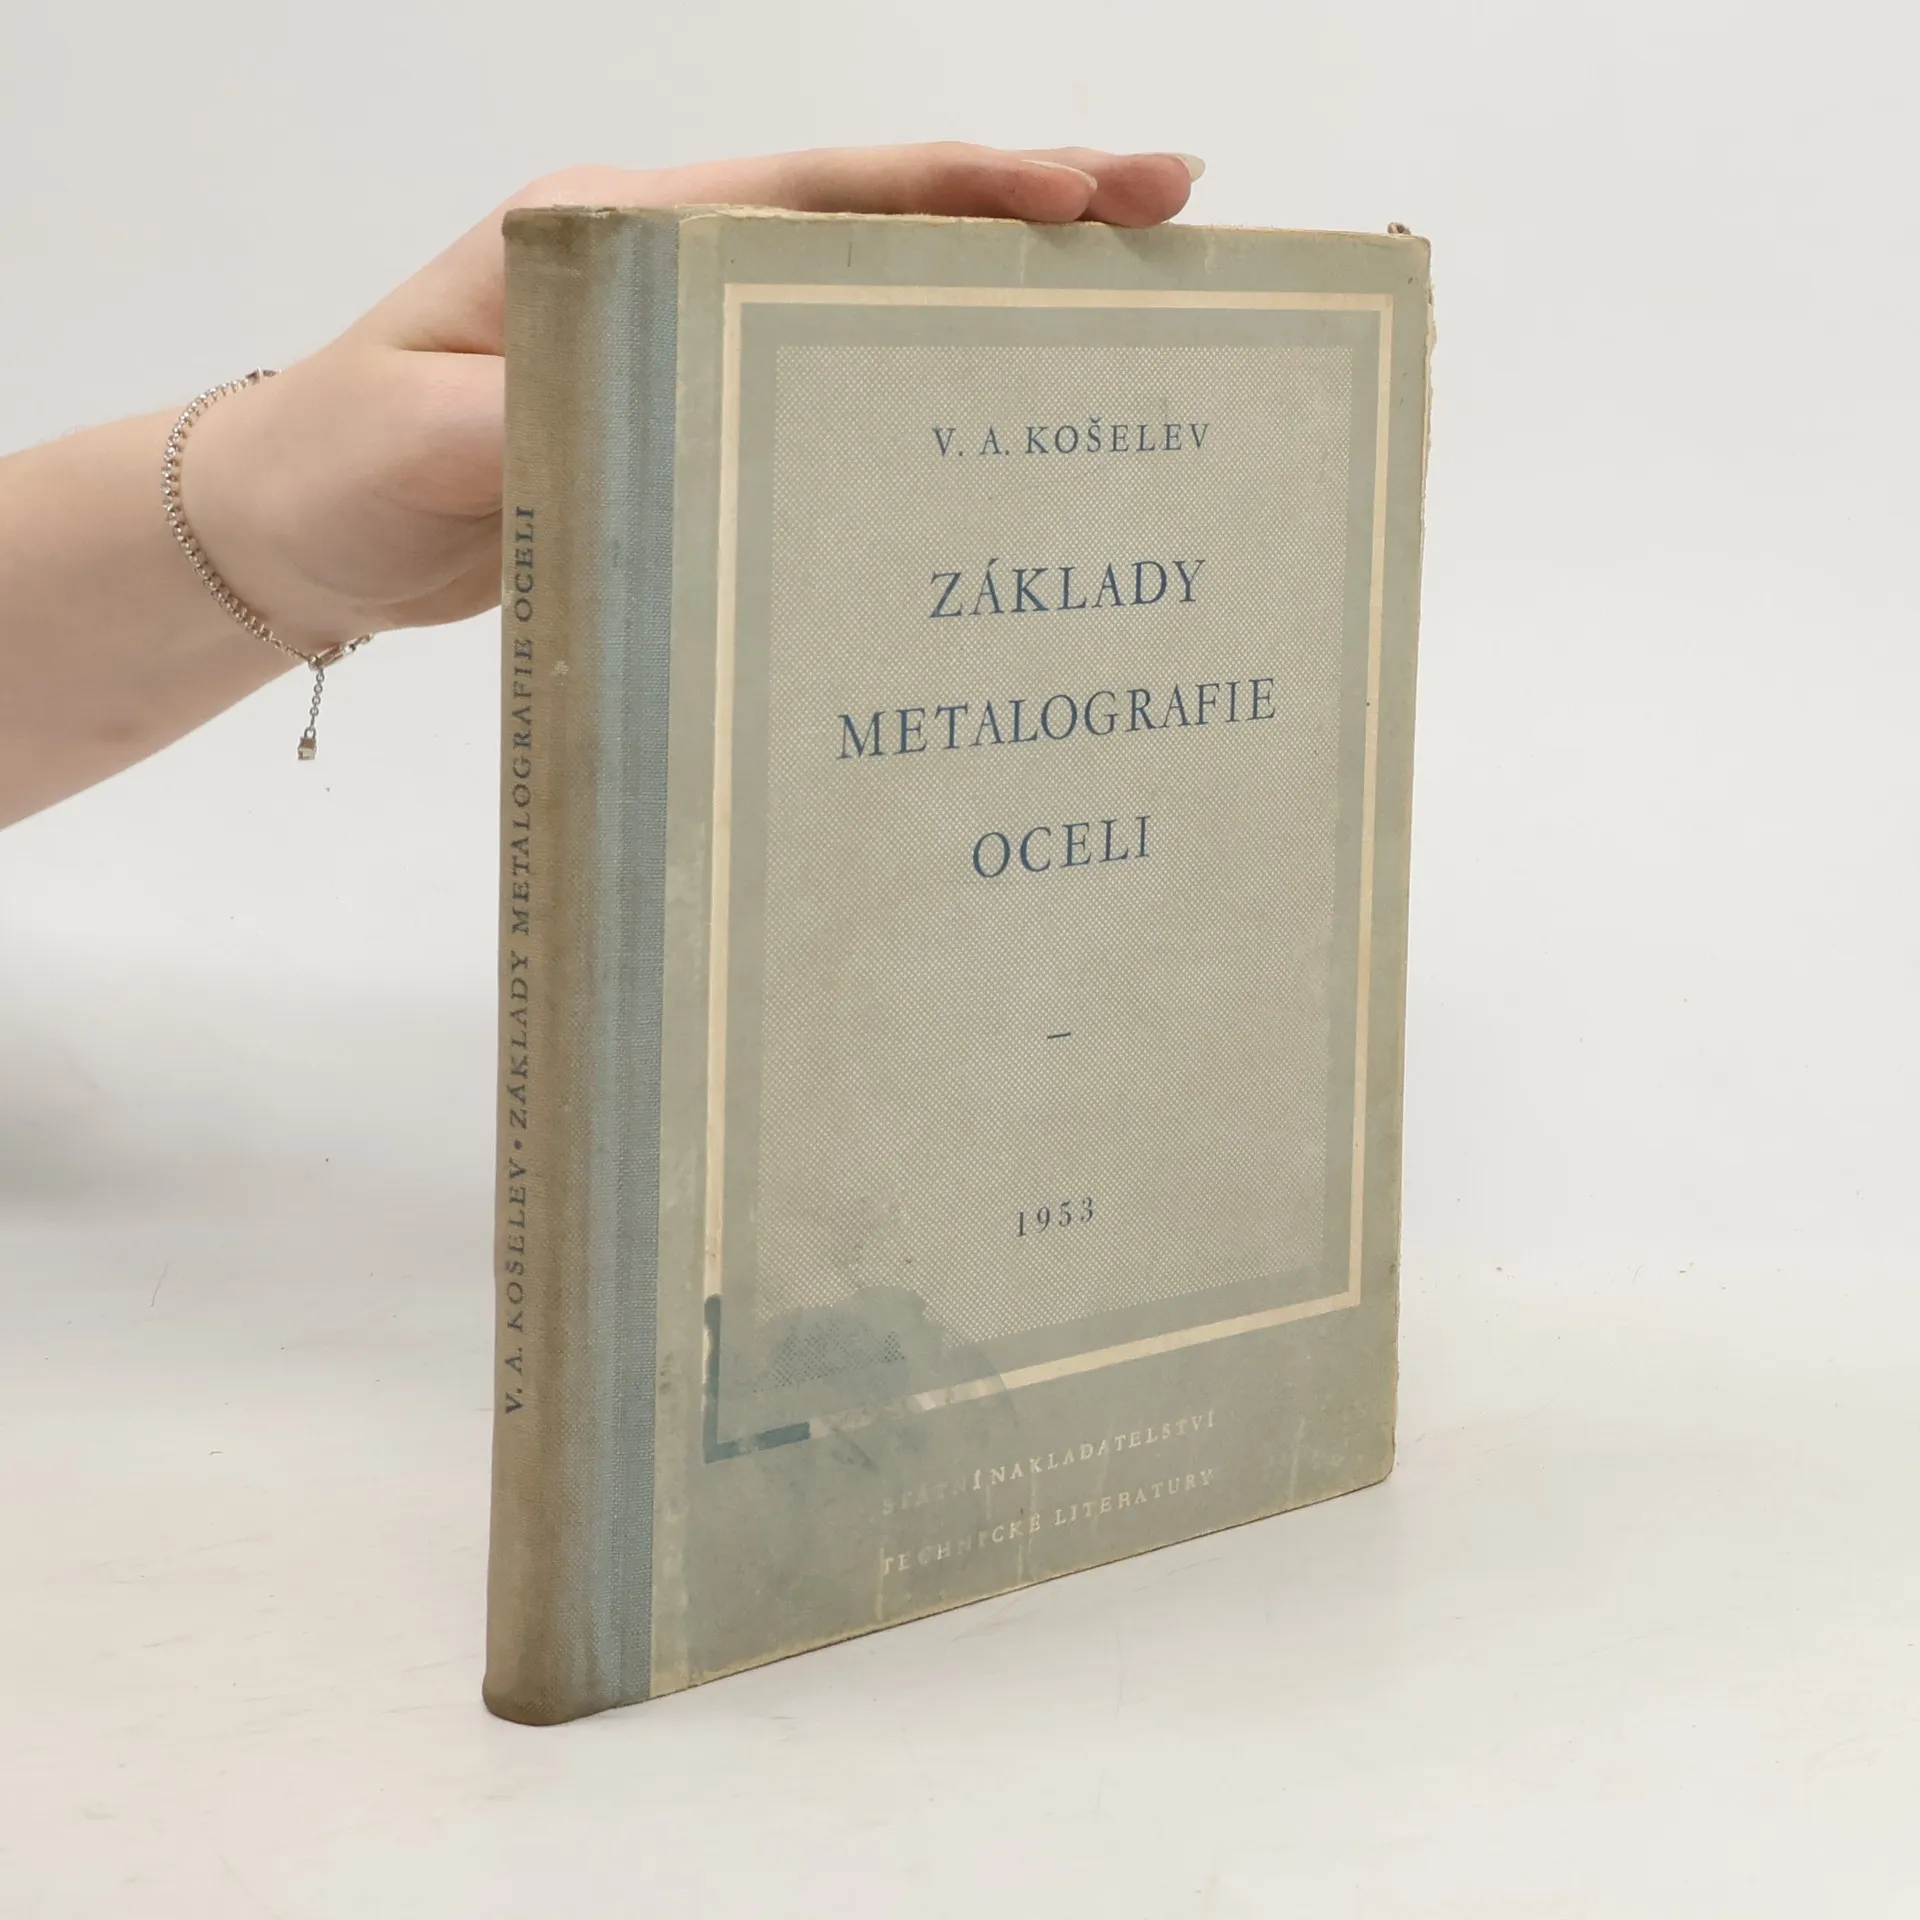 V. A. KOŠELEV • ZÁKLADY METALOGRAFIE OCELI
V. A. KOŠELEV
ZÁKLADY
METALOGRAFIE
OCELI
–
1953
STÁTNÍ NAKLADATELSTVÍ
TECHNICKÉ LITERATURY